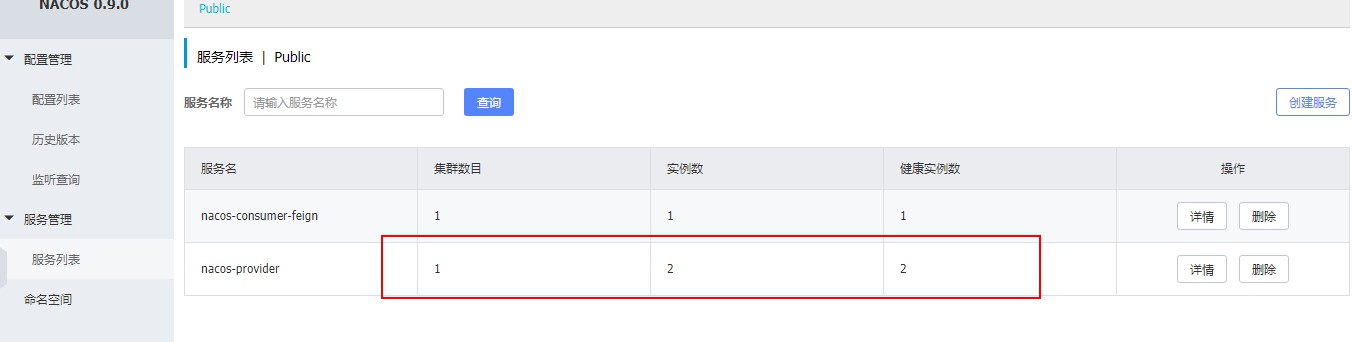 NACOS 0.9.0
配置管理
配置列表
历史版本
监听查询
服务管理
服务列表
命名空间
Public
服务列表 | Public
服务名称 请输入服务名称 查询 创建服务
服务名 集群数目 实例数 健康实例数 操作
nacos-consumer-feign 1 1 1 详情 删除
nacos-provider 1 2 2 详情 删除